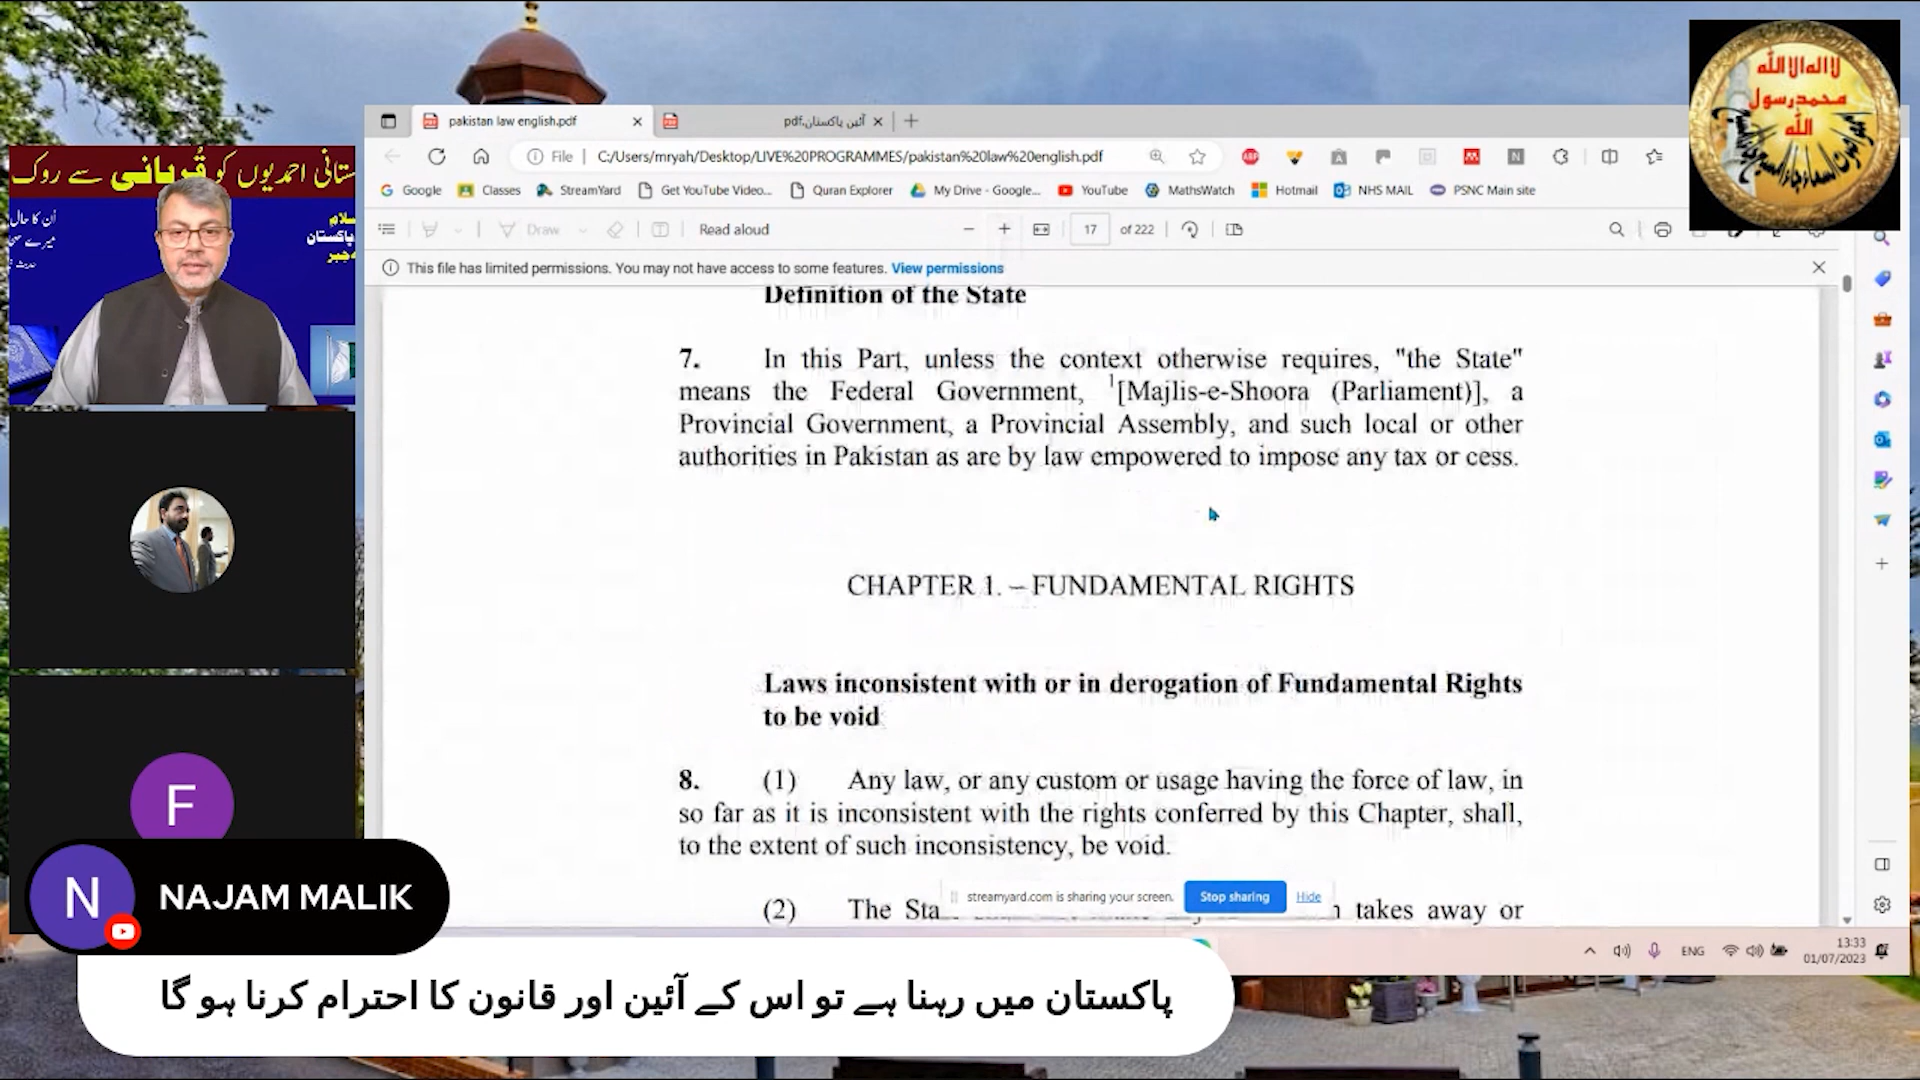 pakistan law english.pdf
آئین پاکستان.pdf
File
C:/Users/mryah/Desktop/LIVE%20PROGRAMMES/pakistan%20law%20english.pdf
Google
Classes
StreamYard
Get YouTube Video...
Quran Explorer
My Drive - Google...
YouTube
MathsWatch
Hotmail
NHS MAIL
PSNC Main site
Draw
Read aloud
17 of 222
This file has limited permissions. You may not have access to some features. View permissions
Definition of the State
7. In this Part, unless the context otherwise requires, "the State"
means the Federal Government, 1[Majlis-e-Shoora (Parliament)], a
Provincial Government, a Provincial Assembly, and such local or other
authorities in Pakistan as are by law empowered to impose any tax or cess.
CHAPTER 1. – FUNDAMENTAL RIGHTS
Laws inconsistent with or in derogation of Fundamental Rights
to be void
8. (1) Any law, or any custom or usage having the force of law, in
so far as it is inconsistent with the rights conferred by this Chapter, shall,
to the extent of such inconsistency, be void.
(2) The takes away or
streamyard.com is sharing your screen.
Stop sharing
Hide
ENG
13:33
01/07/2023
لا اله الا الله
محمد رسول
الله
احمدیوں کو قُربانی سے روک
اُن کا حال
پاکستان
جبر
F
N
NAJAM MALIK
پاکستان میں رہنا ہے تو اس کے آئین اور قانون کا احترام کرنا ہو گا